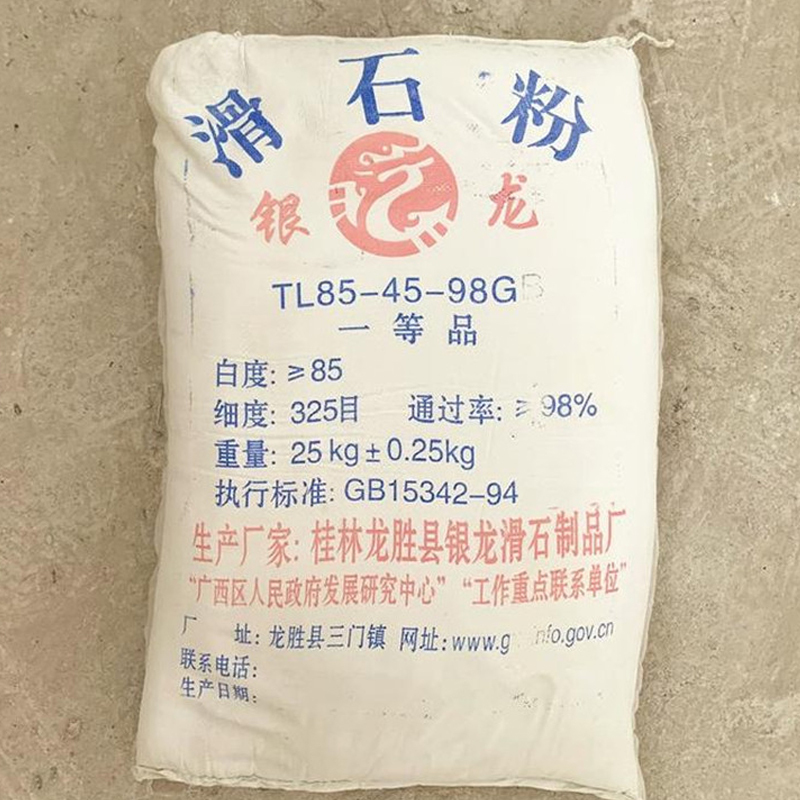 滑石粉
银龙
TL85-45-98GB
一等品
白度: ≥85
细度: 325目 通过率: ≥98%
重量: 25kg±0.25kg
执行标准: GB15342-94
生产厂家: 桂林龙胜县银龙滑石制品厂
“广西区人民政府发展研究中心”“工作重点联系单位”
厂 址: 龙胜县三门镇 网址: www.g info.gov.cn
联系电话:
生产日期: